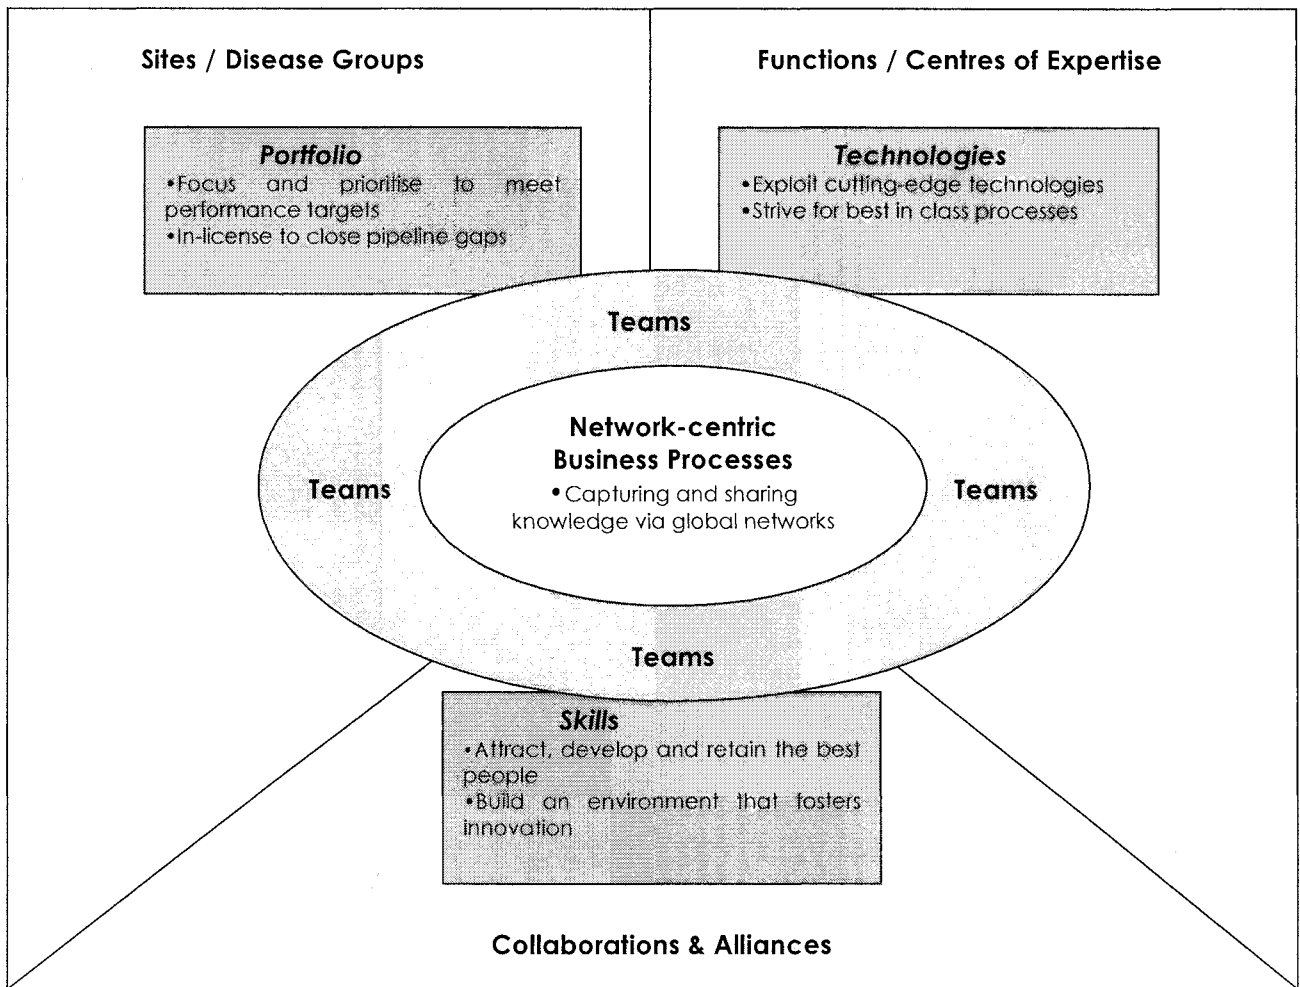 Sites / Disease Groups
Functions / Centres of Expertise
Portfolio
•Focus and prioritise to meet
performance targets
•In-license to close pipeline gaps
Technologies
•Exploit cutting-edge technologies
•Strive for best in class processes
Teams
Network-centric
Business Processes
•Capturing and sharing
knowledge via global networks
Teams
Teams
Teams
Skills
•Attract, develop and retain the best
people
•Build an environment that fosters
innovation
Collaborations & Alliances